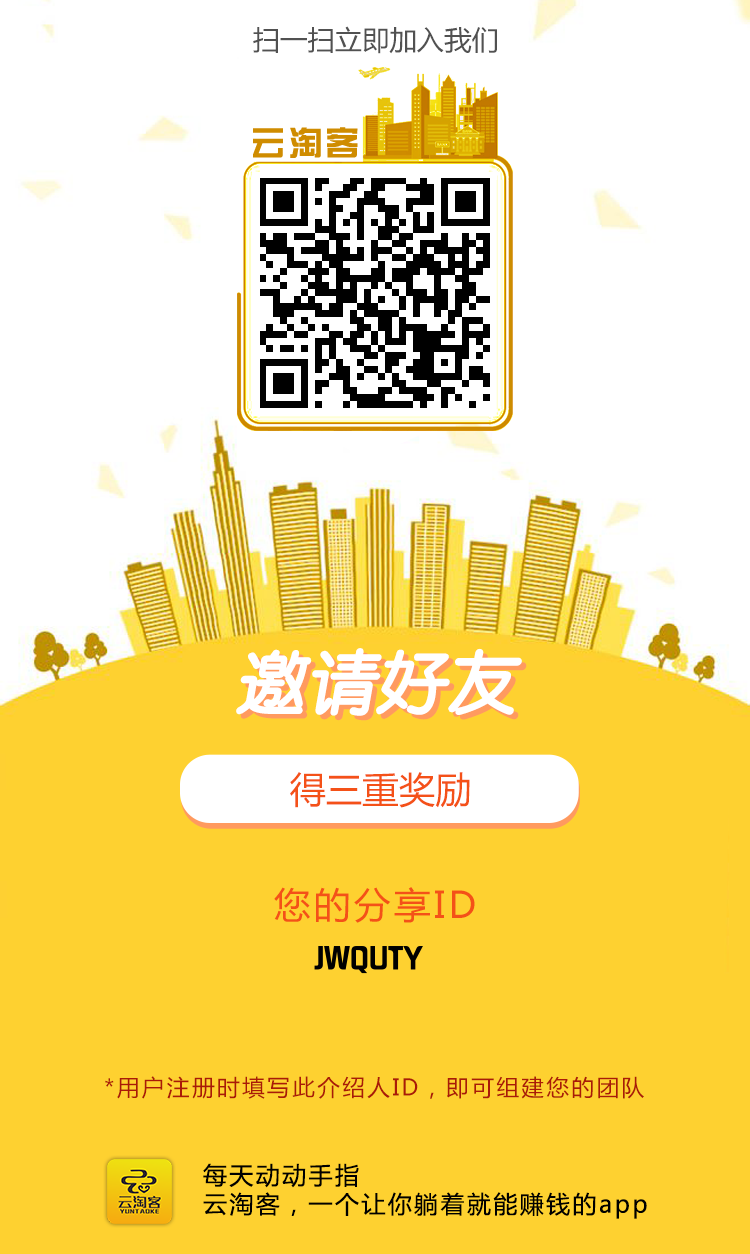 扫一扫立即加入我们
云淘客
邀请好友
得三重奖励
您的分享ID
JWQUTY
*用户注册时填写此介绍人ID，即可组建您的团队
云淘客
YUNTAOKE
每天动动手指
云淘客，一个让你躺着就能赚钱的app